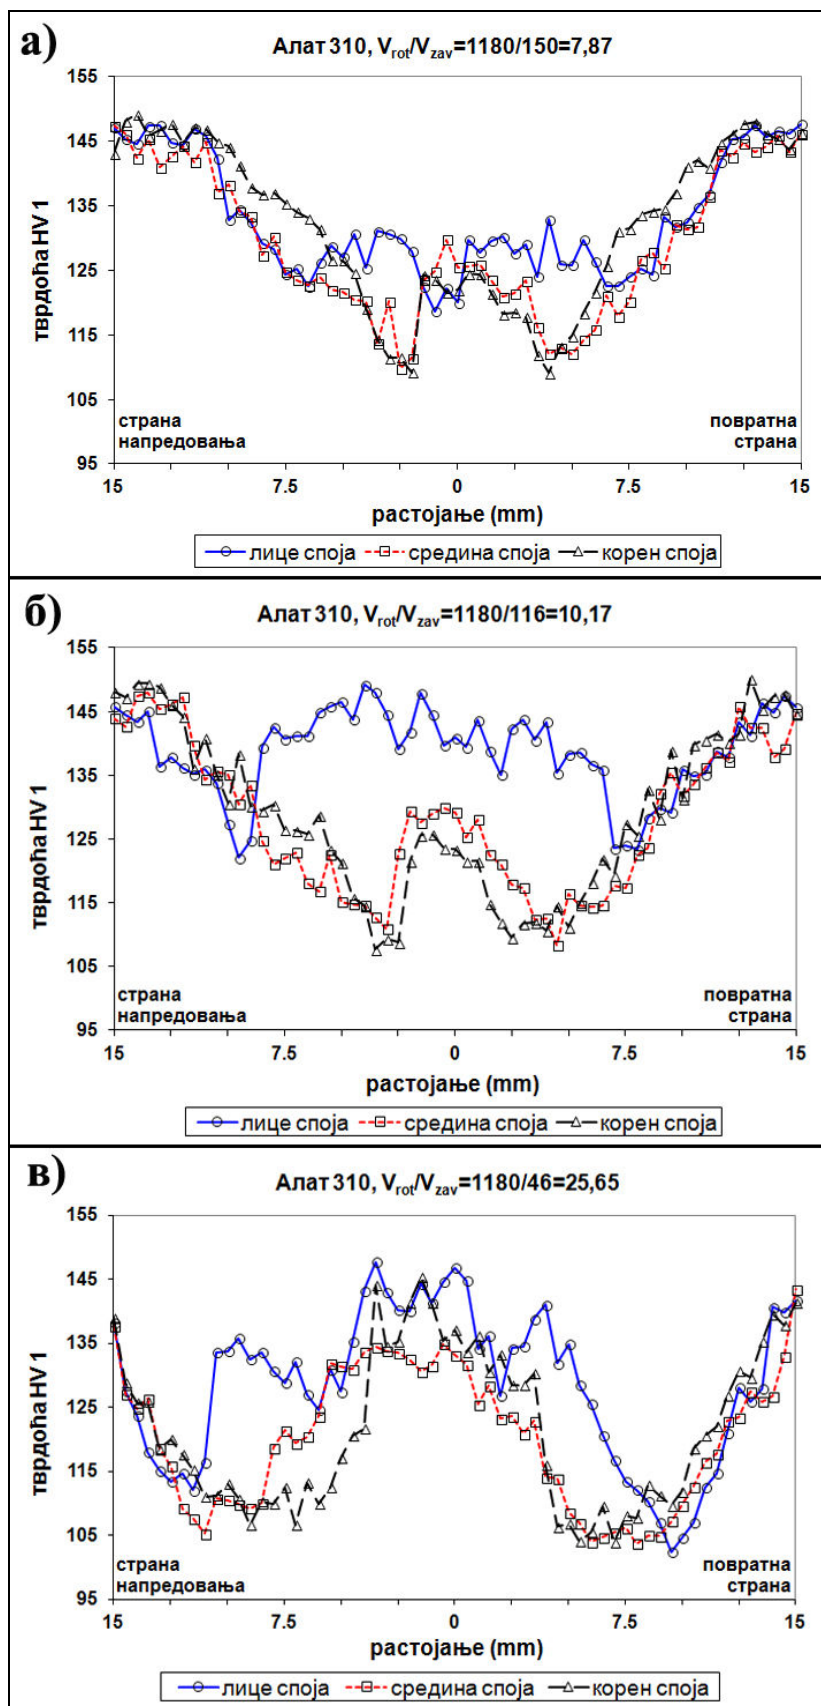 а)
Алат 310, Vrot/Vzav=1180/150=7,87
155
145
135
125
115
105
95
тврдоћа HV 1
страна
напредовања
повратна
страна
15 7.5 0 7.5 15
растојање (mm)
лице споја средина споја корен споја
б)
Алат 310, Vrot/Vzav=1180/116=10,17
155
145
135
125
115
105
95
тврдоћа HV 1
страна
напредовања
повратна
страна
15 7.5 0 7.5 15
растојање (mm)
лице споја средина споја корен споја
в)
Алат 310, Vrot/Vzav=1180/46=25,65
155
145
135
125
115
105
95
тврдоћа HV 1
страна
напредовања
повратна
страна
15 7.5 0 7.5 15
растојање (mm)
лице споја средина споја корен споја